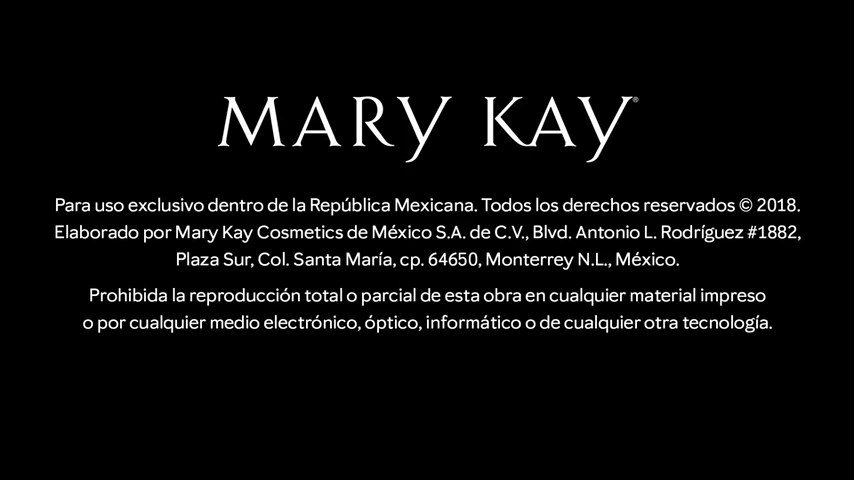 MARY KAY®
Para uso exclusivo dentro de la República Mexicana. Todos los derechos reservados © 2018.
Elaborado por Mary Kay Cosmetics de México S.A. de C.V., Blvd. Antonio L. Rodríguez #1882,
Plaza Sur, Col. Santa María, cp. 64650, Monterrey N.L., México.
Prohibida la reproducción total o parcial de esta obra en cualquier material impreso
o por cualquier medio electrónico, óptico, informático o de cualquier otra tecnología.